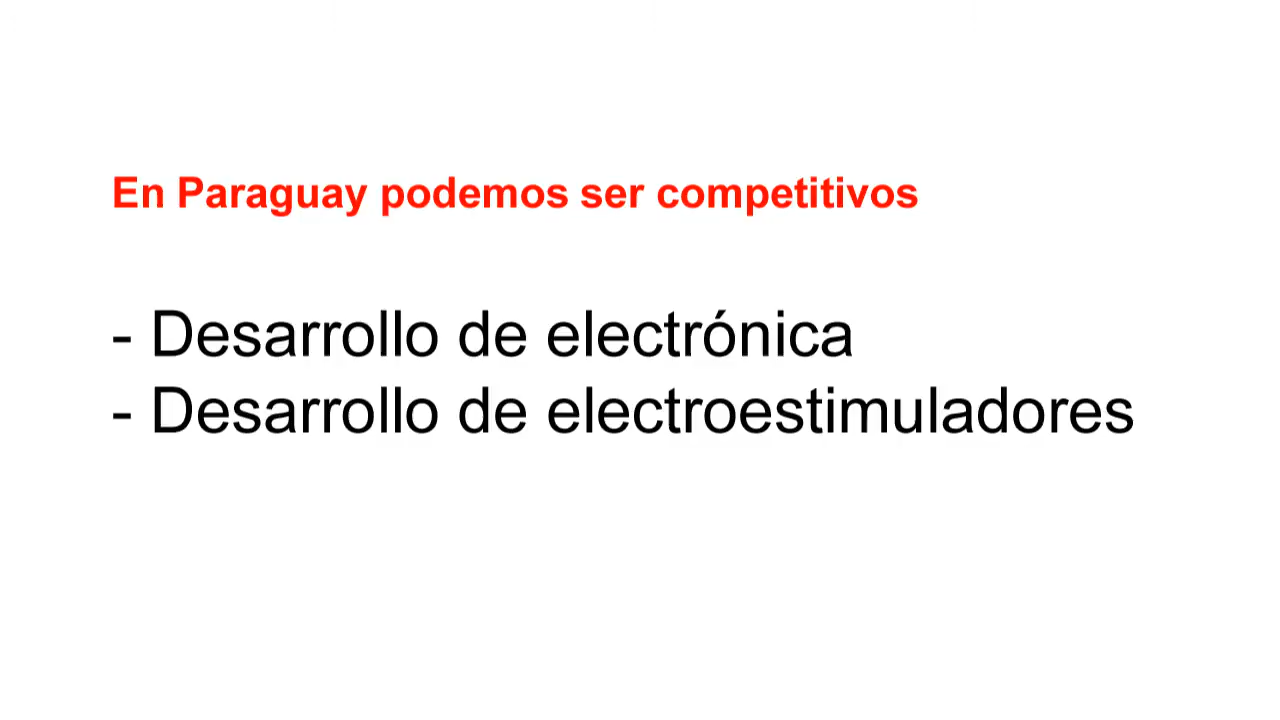 En Paraguay podemos ser competitivos
- Desarrollo de electrónica
- Desarrollo de electroestimuladores